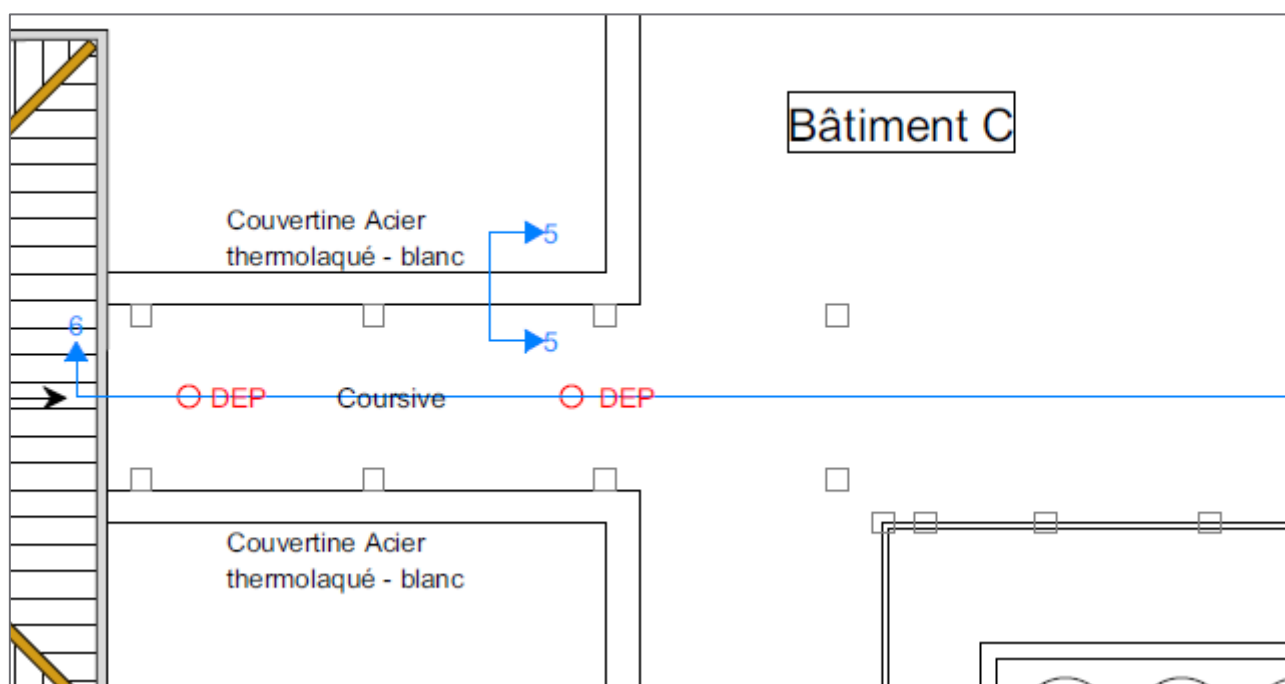 Bâtiment C
Couvertine Acier
thermolaqué - blanc
5
6
5
DEP
Coursive
DEP
Couvertine Acier
thermolaqué - blanc